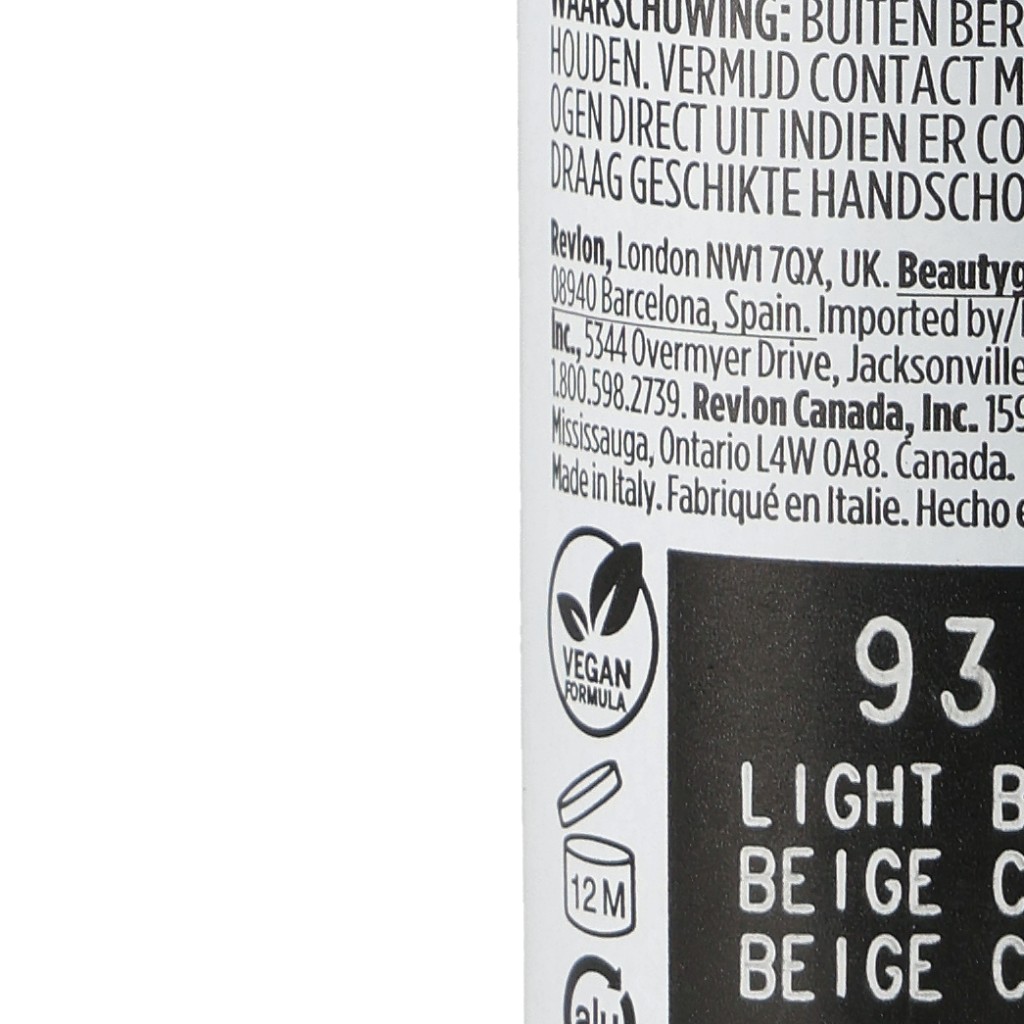 WAARSCHUWING: BUITEN BER
HOUDEN. VERMIJD CONTACT M
OGEN DIRECT UIT INDIEN ER CO
DRAAG GESCHIKTE HANDSCHO
Revlon, London NW1 7QX, UK. Beautyg
08940 Barcelona, Spain. Imported by/
Inc., 5344 Overmyer Drive, Jacksonville
1.800.598.2739. Revlon Canada, Inc. 159
Mississauga, Ontario L4W 0A8. Canada.
Made in Italy. Fabriqué en Italie. Hecho e
VEGAN
FORMULA
12 M
alu
93
LIGHT B
BEIGE C
BEIGE C